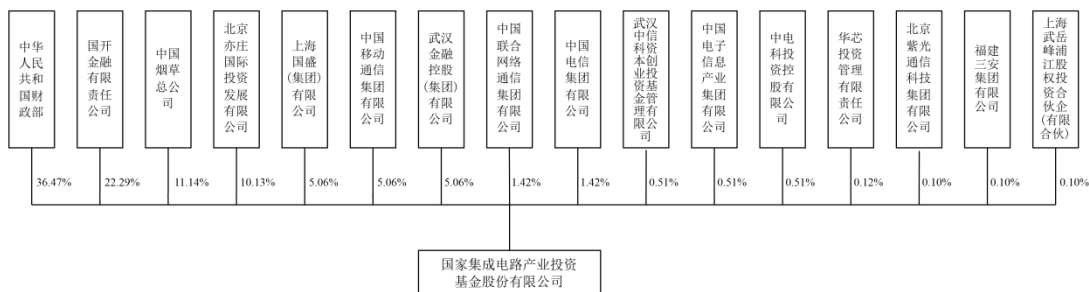 中华
人民
共和
国财
政部
国开
金融
有限
责任
公司
中国
烟草
总公
司
北京
亦庄
国际
投资
发展
有限
公司
上海
国盛
(集团)
有限
公司
中国
移动
通信
集团
有限
公司
武汉
金融
控股
(集团)
有限
公司
中国
联合
网络
通信
集团
有限
公司
中国
电信
集团
有限
公司
武汉
中信
科资
本创
业投
资基
金管
理有
限公司
中国
电子
信息
产业
集团
有限
公司
中电
科投
资控
股有
限公
司
华芯
投资
管理
有限
责任
公司
北京
紫光
通信
科技
集团
有限
公司
福建
三安
集团
有限
公司
上海
武岳
峰浦
江股
权投
资合
伙企
(有限
合伙)
36.47%
22.29%
11.14%
10.13%
5.06%
5.06%
5.06%
1.42%
1.42%
0.51%
0.51%
0.51%
0.12%
0.10%
0.10%
0.10%
国家集成电路产业投资
基金股份有限公司